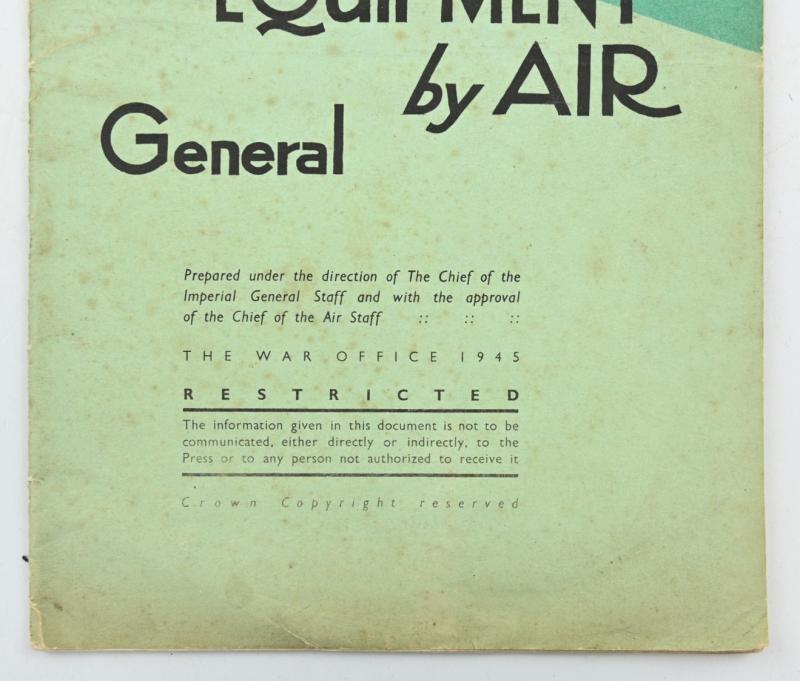 EQuipMENT
by AIR
General
Prepared under the direction of The Chief of the
Imperial General Staff and with the approval
of the Chief of the Air Staff :: :: ::
THE WAR OFFICE 1945
RESTRICTED
The information given in this document is not to be
communicated, either directly or indirectly, to the
Press or to any person not authorized to receive it
Crown Copyright reserved